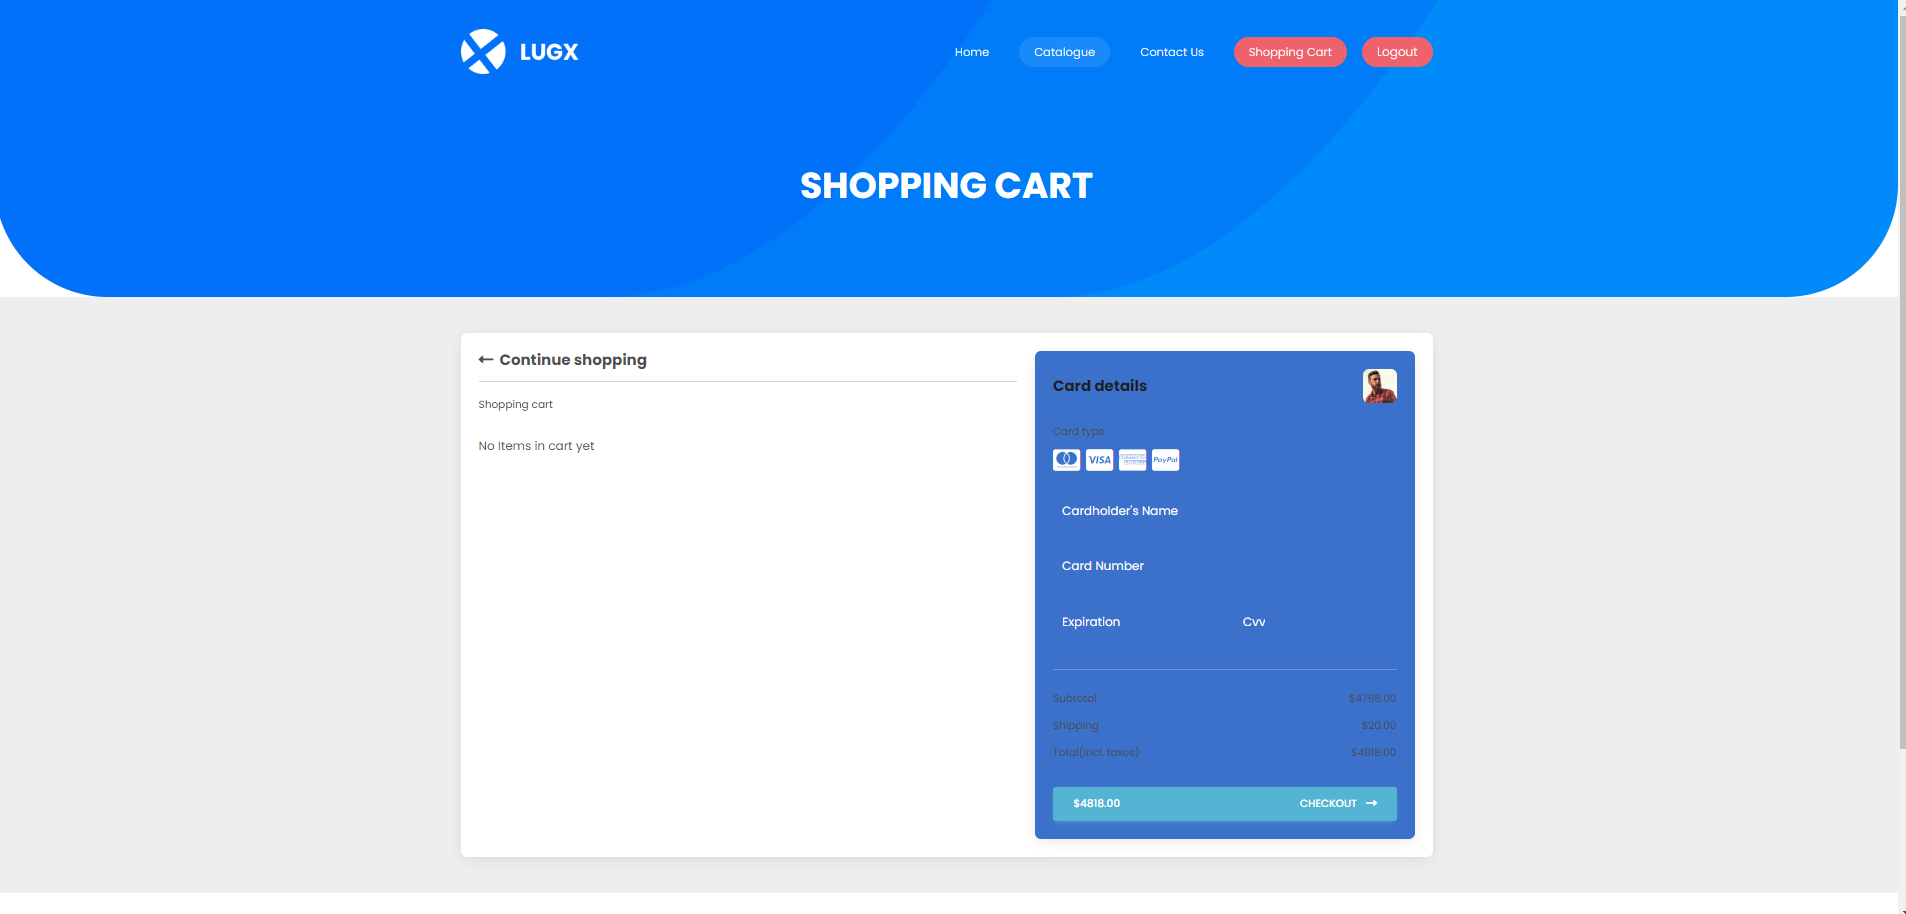 LUGX
Home
Catalogue
Contact Us
Shopping Cart
Logout
SHOPPING CART
Continue shopping
Shopping cart
No Items in cart yet
Card details
Card type
VISA
PayPal
Cardholder's Name
Card Number
Expiration
Cvv
Subtotal
$4798.00
Shipping
$20.00
Total(Incl. taxes)
$4818.00
$4818.00
CHECKOUT